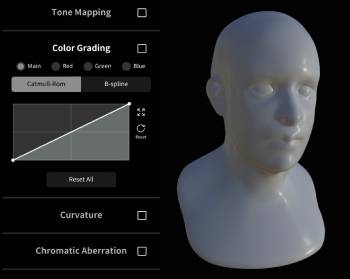 Tone Mapping
Color Grading
Main Red Green Blue
Catmull-Rom B-spline
Reset
Reset All
Curvature
Chromatic Aberration